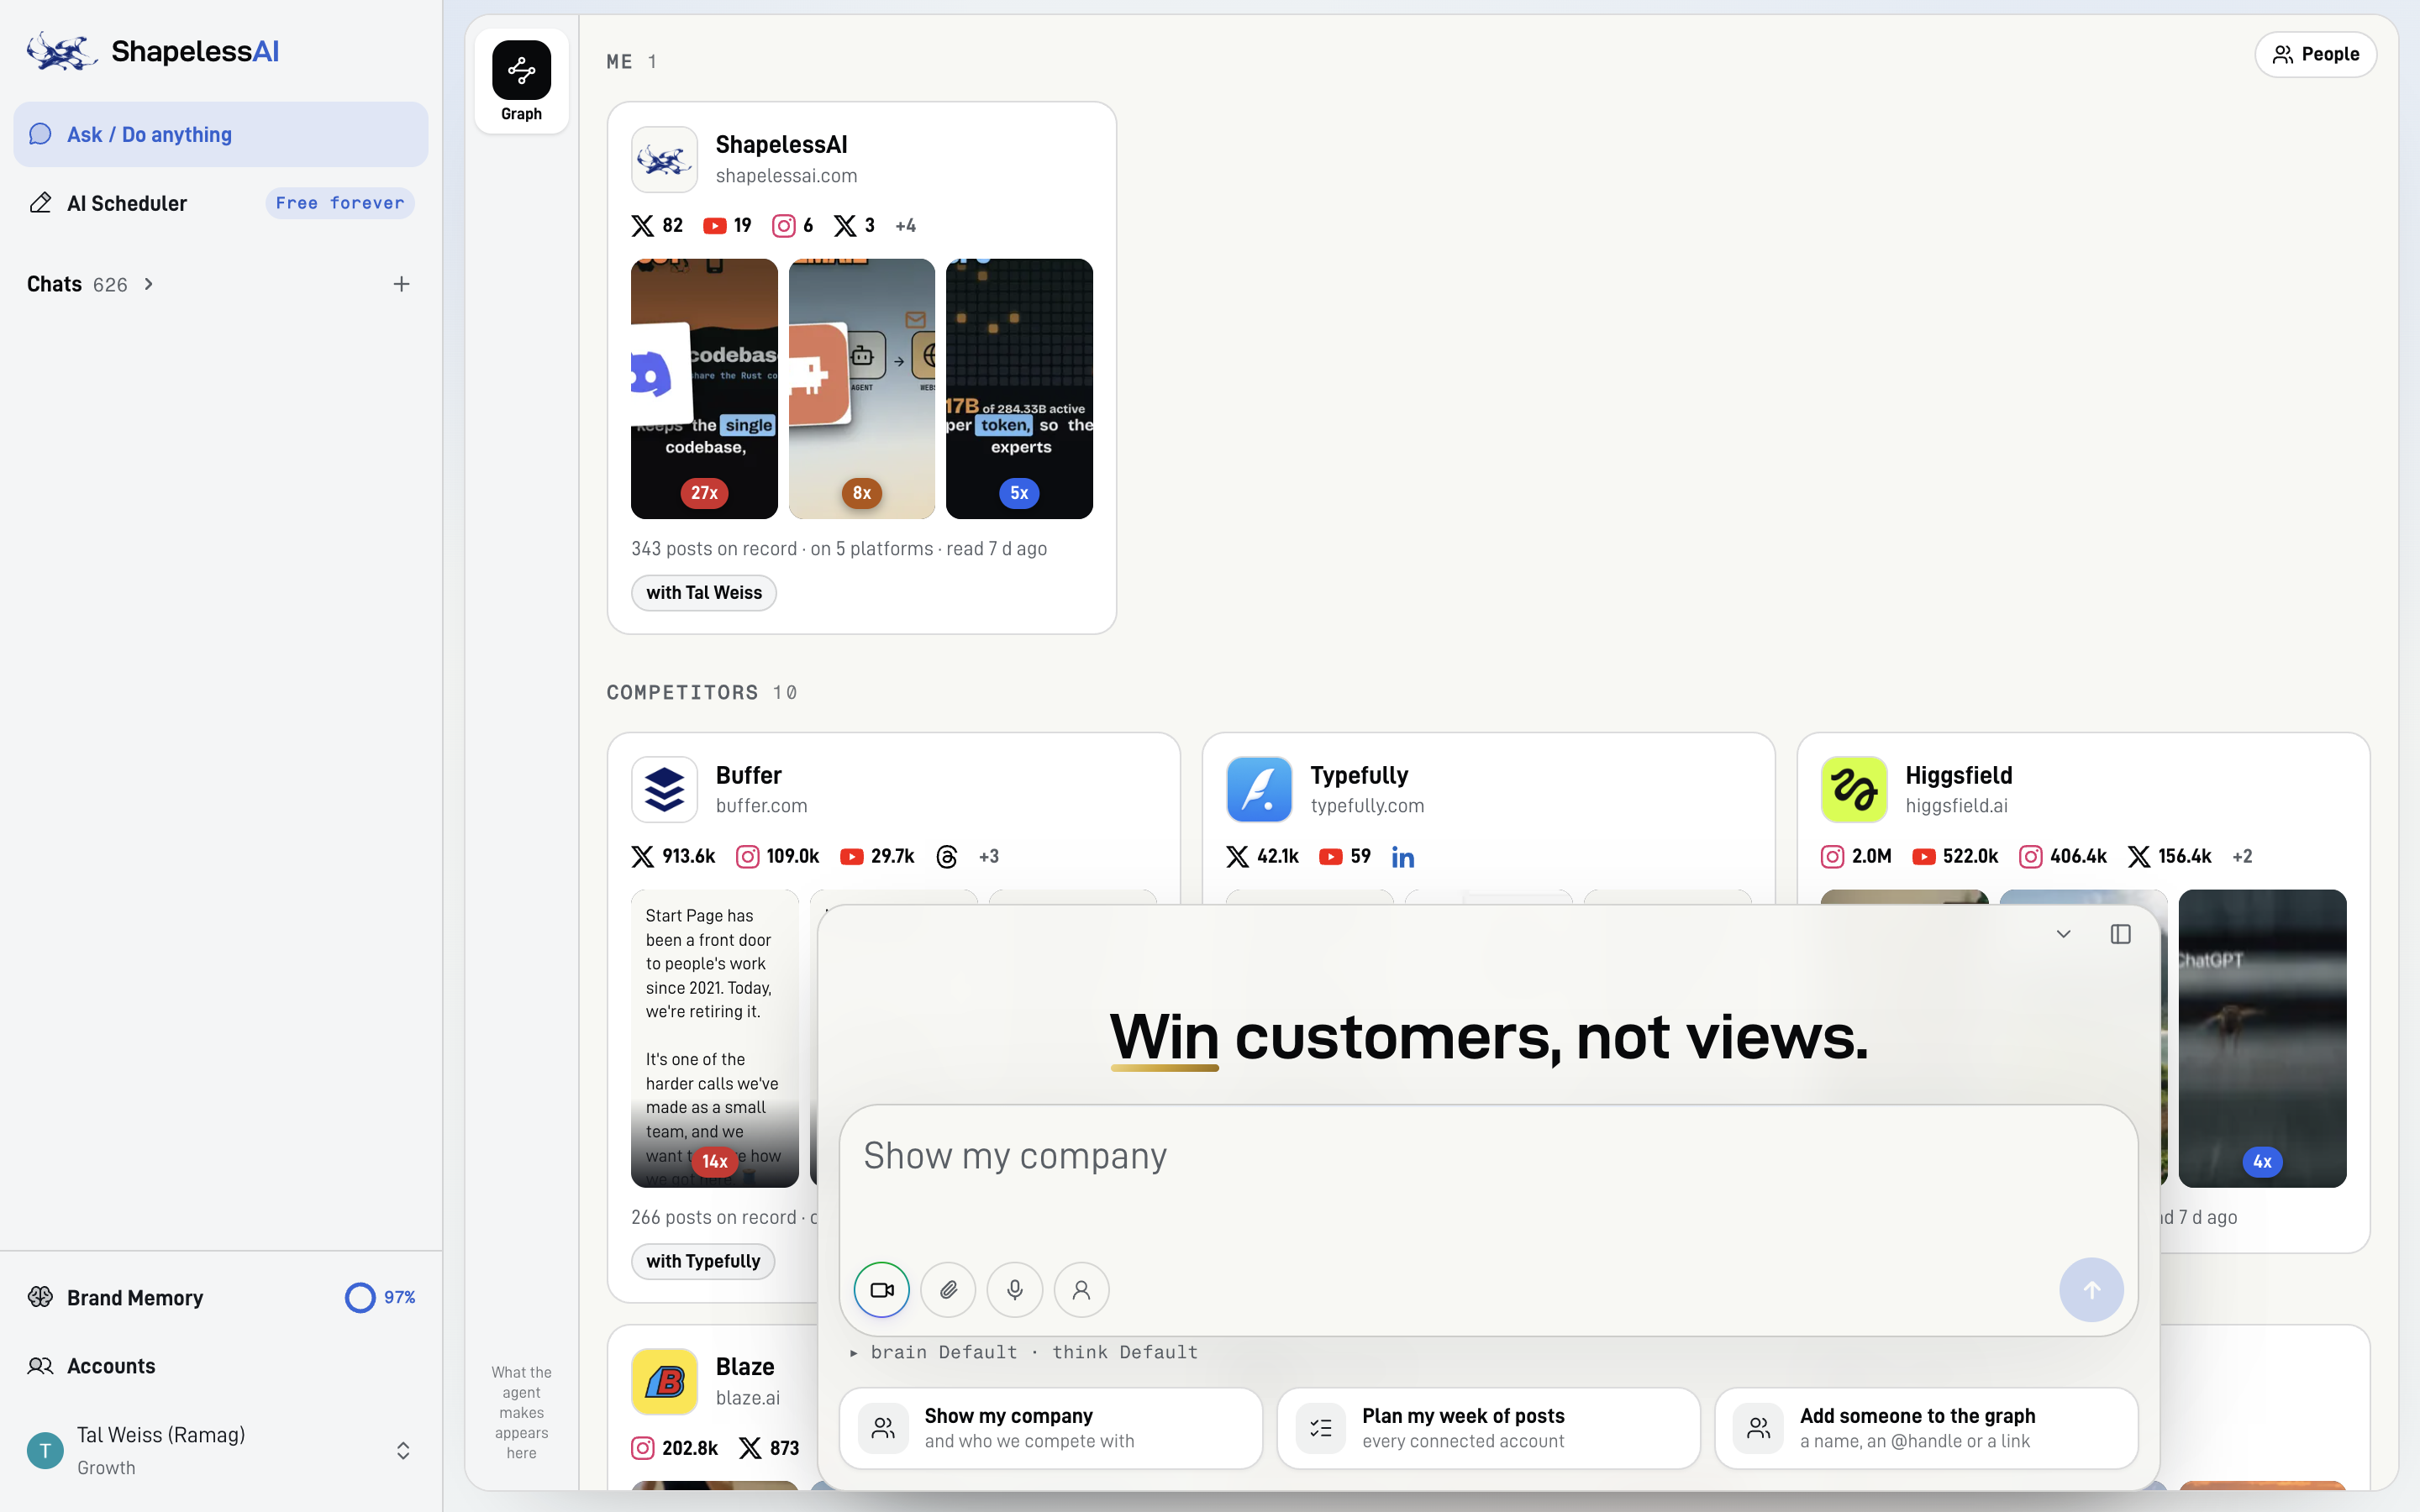 ShapelessAI
Ask / Do anything
AI Scheduler
Free forever
Chats 626
Brand Memory
97%
Accounts
T
Tal Weiss (Ramag)
Growth
Graph
What the
agent
makes
appears
here
ME 1
People
ShapelessAI
shapelessai.com
82 19 6 3 +4
codebas
share the Rust co
keeps the single
codebase,
27x
AGENT
WEBS
8x
17B of 284.33B active
per token, so the
experts
5x
343 posts on record · on 5 platforms · read 7 d ago
with Tal Weiss
COMPETITORS 10
Buffer
buffer.com
913.6k 109.0k 29.7k +3
Start Page has
been a front door
to people's work
since 2021. Today,
we're retiring it.
It's one of the
harder calls we've
made as a small
team, and we
want how
14x
266 posts on record ·
with Typefully
Typefully
typefully.com
42.1k 59
Higgsfield
higgsfield.ai
2.0M 522.0k 406.4k 156.4k +2
ChatGPT
4x
7 d ago
Blaze
blaze.ai
202.8k 873
Win customers, not views.
Show my company
brain Default · think Default
Show my company
and who we compete with
Plan my week of posts
every connected account
Add someone to the graph
a name, an @handle or a link